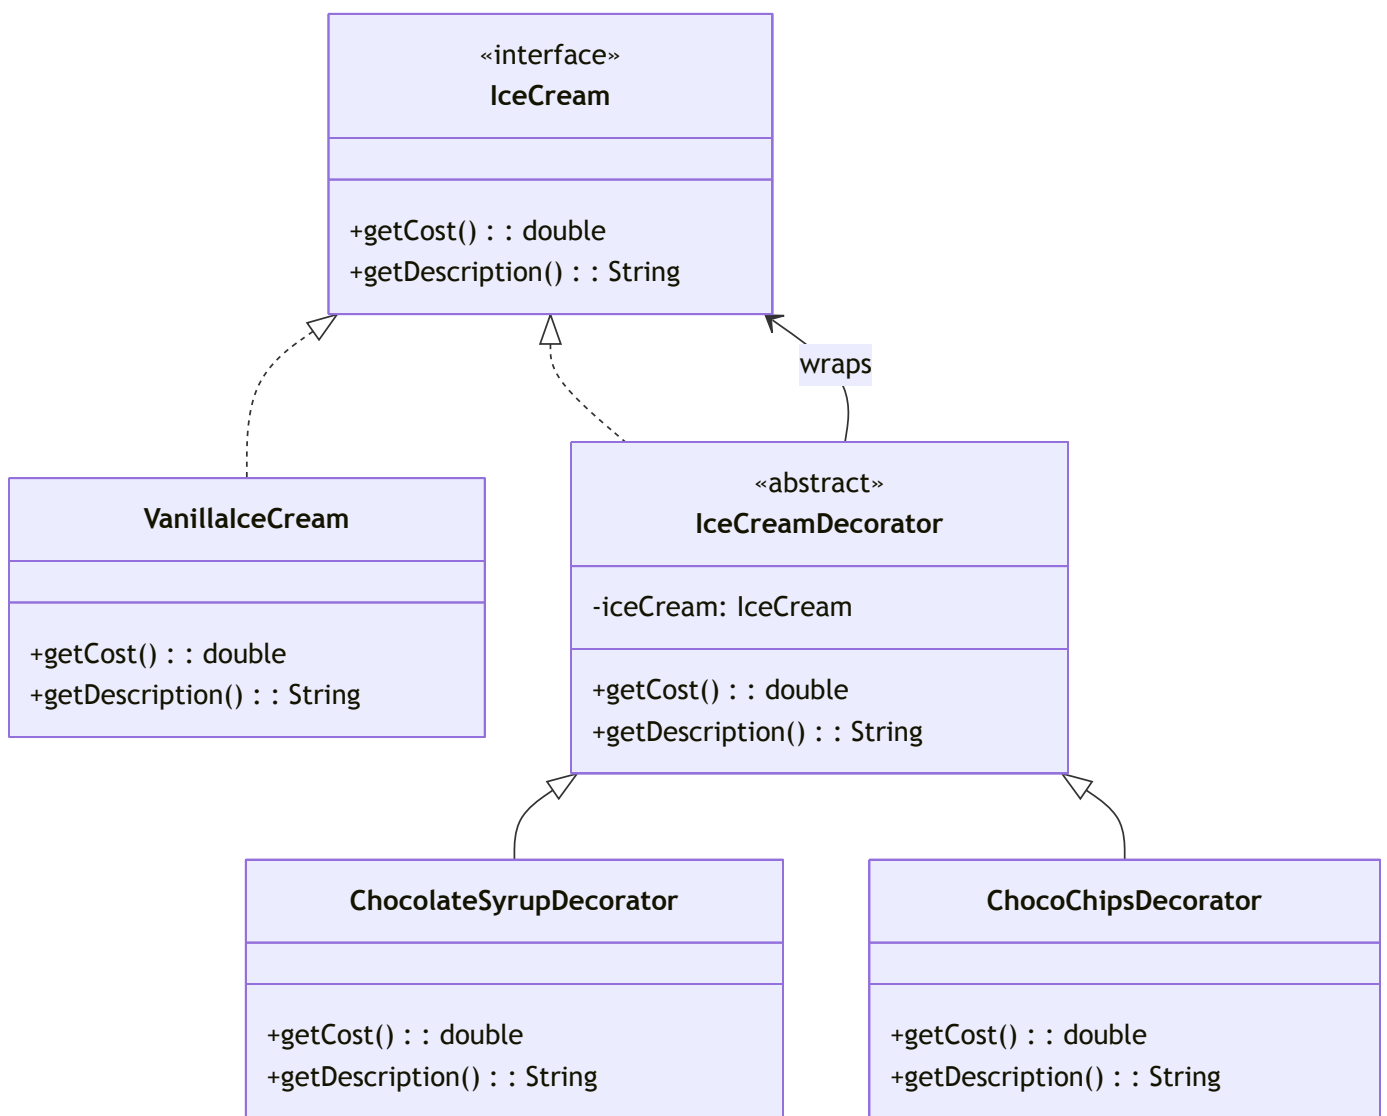 «interface»
IceCream
+getCost() : : double
+getDescription() : : String
wraps
VanillaIceCream
+getCost() : : double
+getDescription() : : String
«abstract»
IceCreamDecorator
-iceCream: IceCream
+getCost() : : double
+getDescription() : : String
ChocolateSyrupDecorator
+getCost() : : double
+getDescription() : : String
ChocoChipsDecorator
+getCost() : : double
+getDescription() : : String